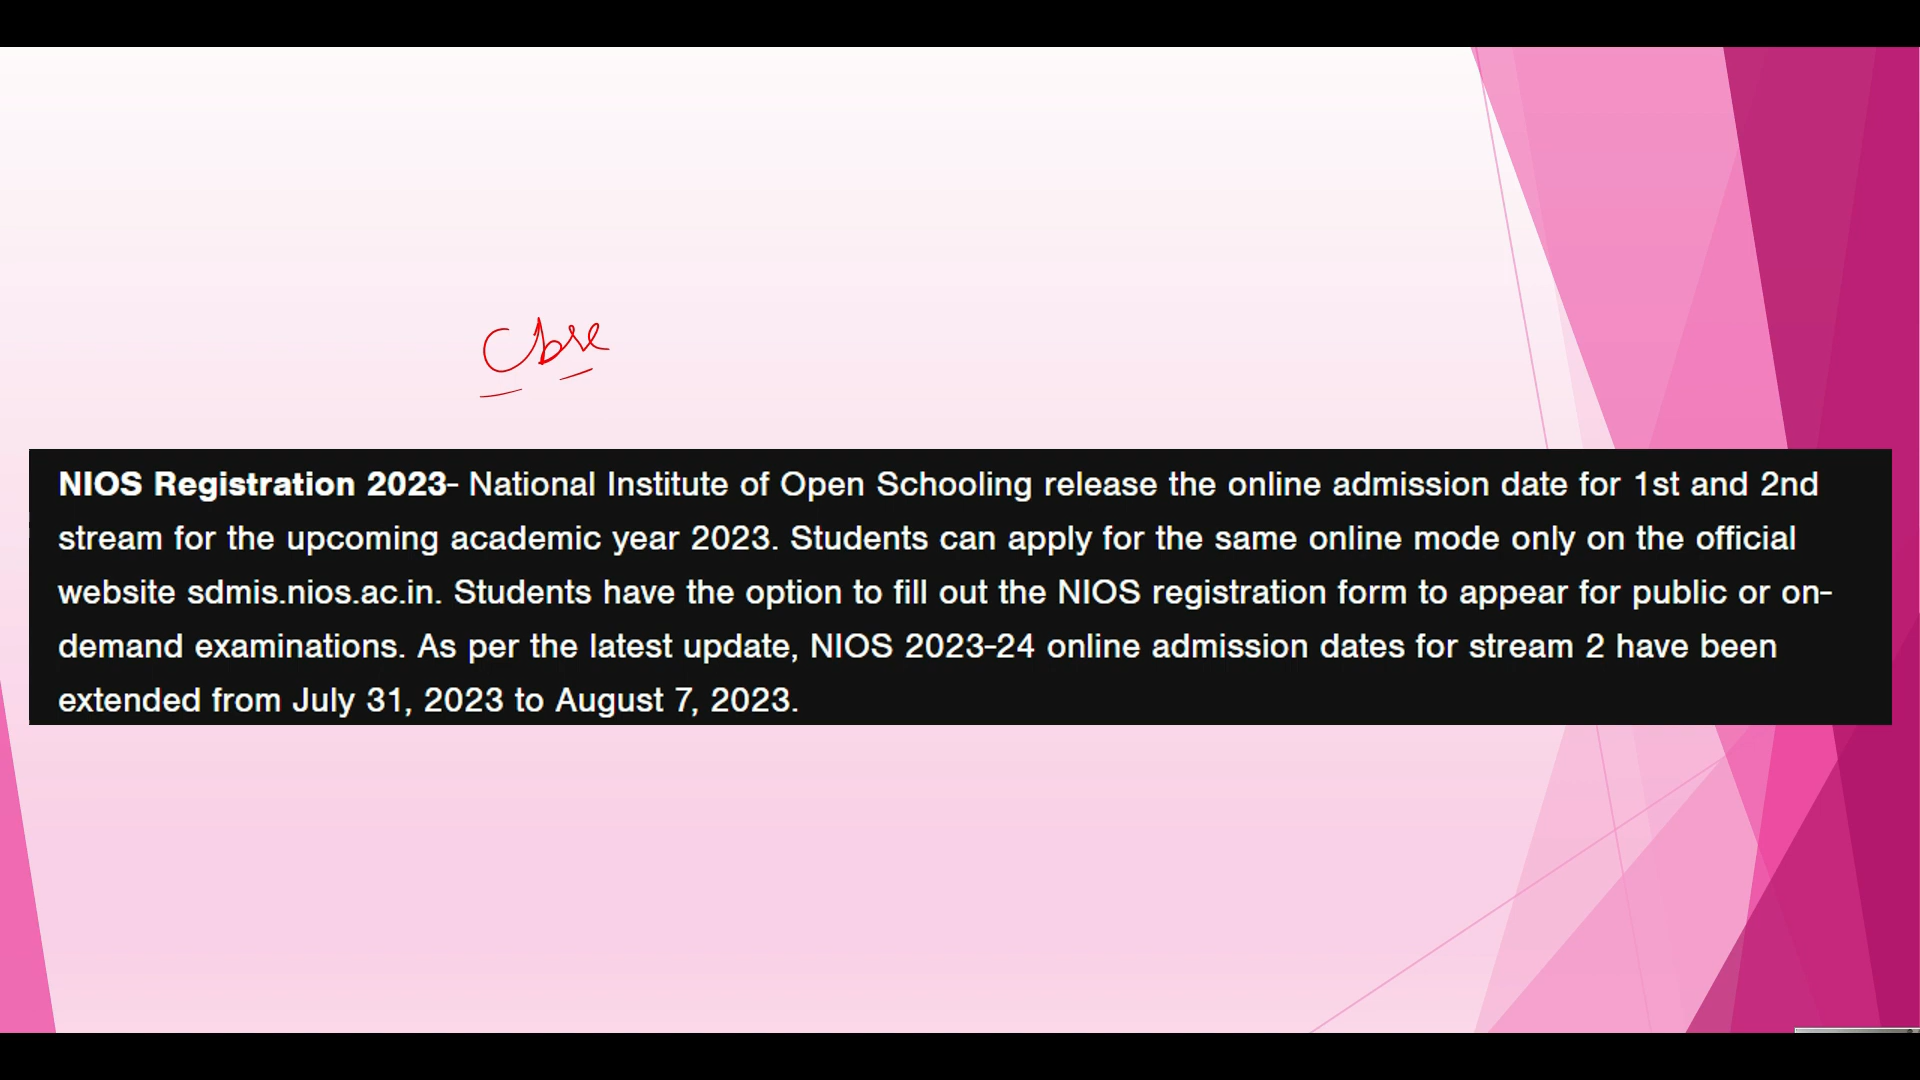 Cbse
NIOS Registration 2023- National Institute of Open Schooling release the online admission date for 1st and 2nd
stream for the upcoming academic year 2023. Students can apply for the same online mode only on the official
website sdmis.nios.ac.in. Students have the option to fill out the NIOS registration form to appear for public or on-
demand examinations. As per the latest update, NIOS 2023-24 online admission dates for stream 2 have been
extended from July 31, 2023 to August 7, 2023.